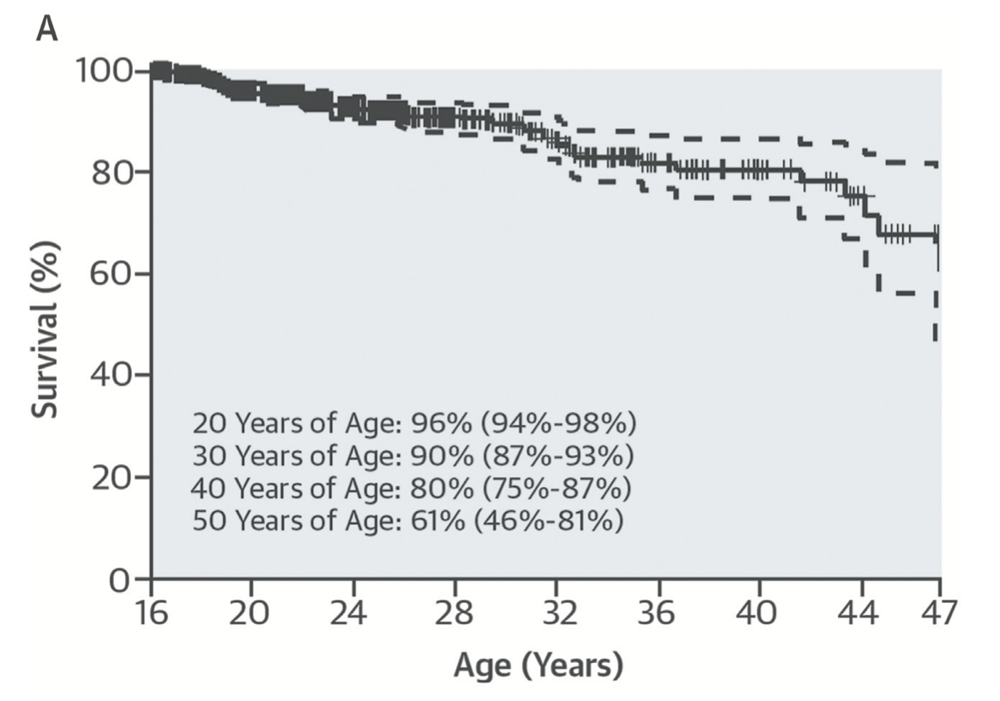 A
100
80
60
40
20
0
Survival (%)
20 Years of Age: 96% (94%-98%)
30 Years of Age: 90% (87%-93%)
40 Years of Age: 80% (75%-87%)
50 Years of Age: 61% (46%-81%)
16 20 24 28 32 36 40 44 47
Age (Years)